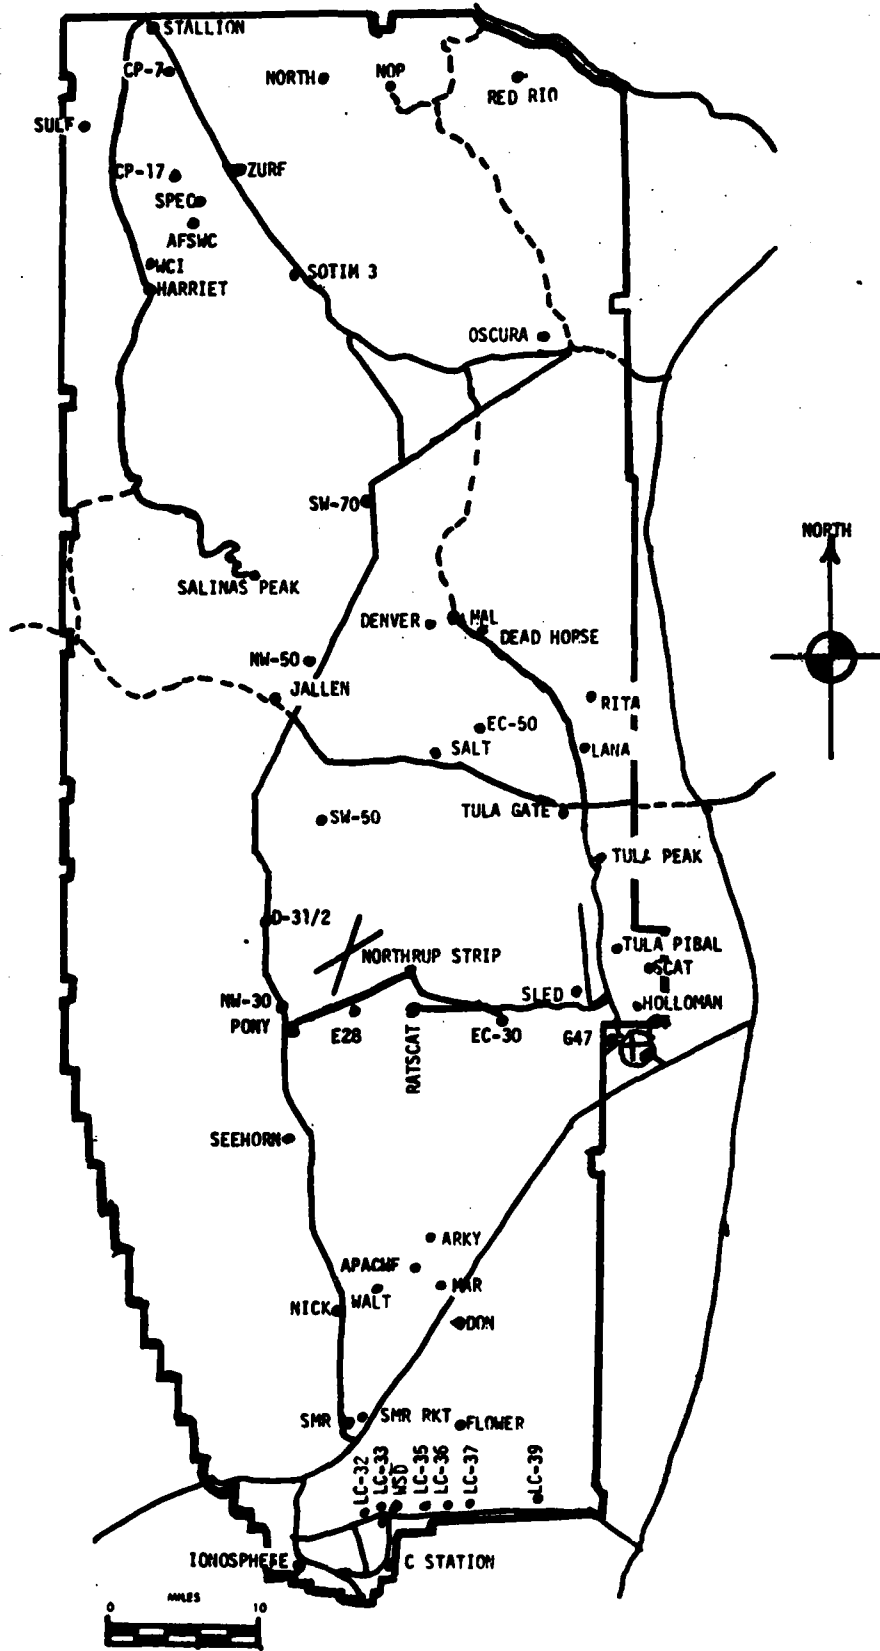 STALLION
CP-7
NORTH
NOP
RED RIO
SULF
CP-17
ZURF
SPEC
AFSWC
WCI
HARRIET
SOTIM 3
OSCURA
SW-70
NORTH
SALINAS PEAK
DENVER
MAL
DEAD HORSE
NW-50
JALLEN
RITA
EC-50
SALT
LANA
TULA GATE
SW-50
TULA PEAK
D-31/2
NORTHRUP STRIP
TULA PIBAL
SCAT
SLED
NW-30
HOLLOMAN
PONY
E28
RATSCAT
EC-30
G47
SEEHORN
ARKY
APACHE
MAR
NICK
WALT
DON
SMR
SMR RKT
FLOWER
LC-32
LC-33
WSD
LC-35
LC-36
LC-37
LC-39
IONOSPHERE
C STATION
0 MILES 10